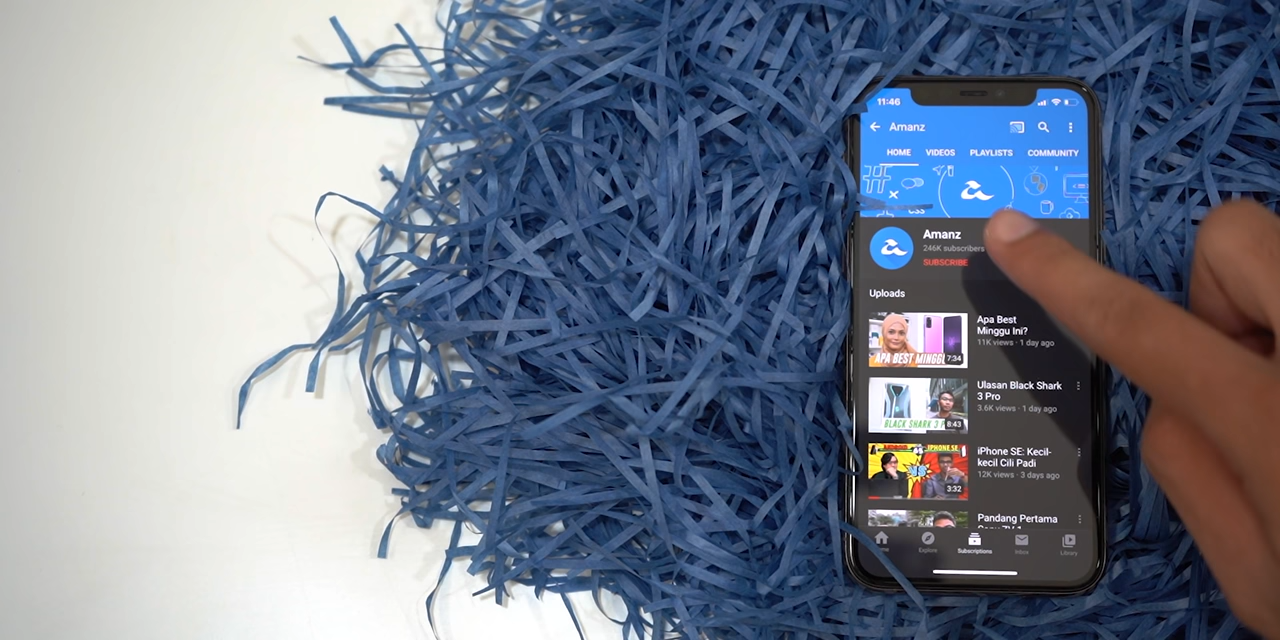 11:46
Amanz
HOME VIDEOS PLAYLISTS COMMUNITY
#
Amanz
246K subscribers
SUBSCRIBE
Uploads
Apa Best
Minggu Ini?
11K views · 1 day ago
APA BEST MINGGU
7:34
Ulasan Black Shark
3 Pro
3.6K views · 1 day ago
BLACK SHARK 3
8:43
iPhone SE: Kecil-
kecil Cili Padi
12K views · 3 days ago
IPHONE SE
VS
3:32
Pandang Pertama
Explore Subscriptions Inbox Library